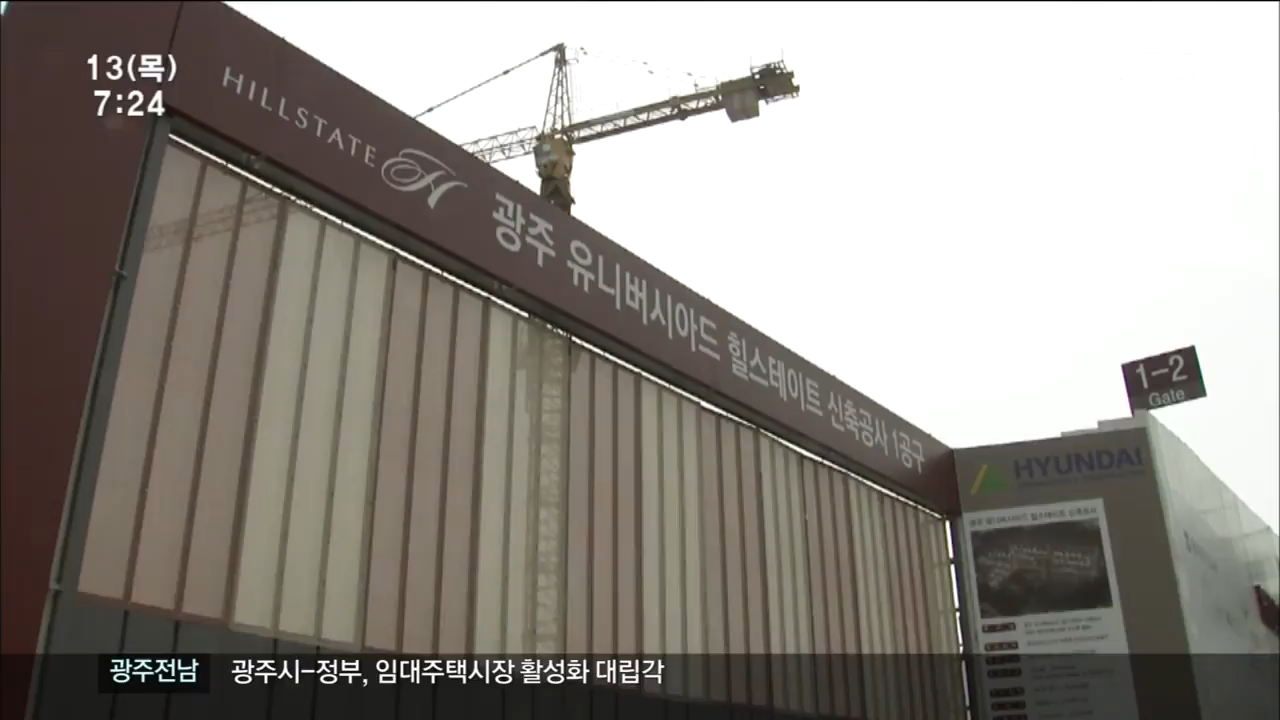 13(목)
7:24
HILLSTATE H
광주 유니버시아드 힐스테이트 신축공사 1공구
1-2
Gate
HYUNDAI
광주전남 광주시-정부, 임대주택시장 활성화 대립각